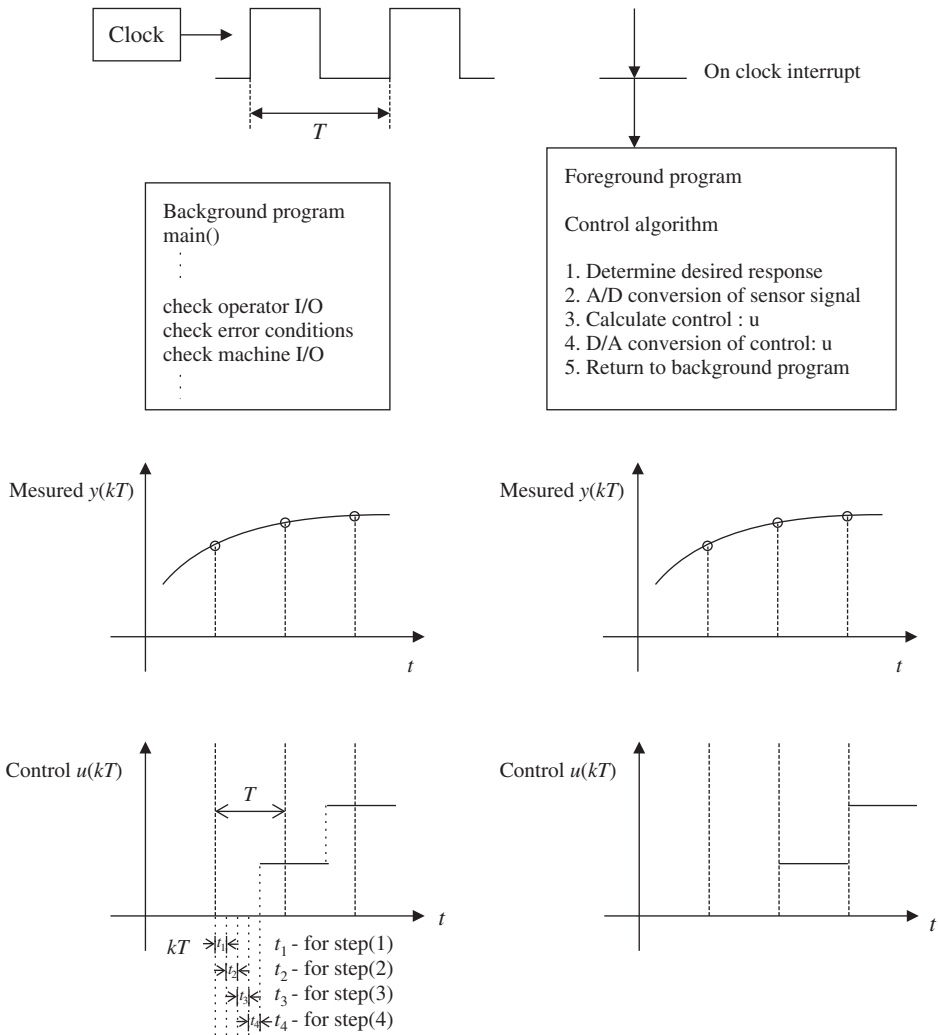 Clock
On clock interrupt
T
Background program
main()
check operator I/O
check error conditions
check machine I/O
Foreground program
Control algorithm
1. Determine desired response
2. A/D conversion of sensor signal
3. Calculate control : u
4. D/A conversion of control: u
5. Return to background program
Mesured y(kT)
t
Mesured y(kT)
t
Control u(kT)
T
t
kT
t1
t1 - for step(1)
t2
t2 - for step(2)
t3
t3 - for step(3)
t4
t4 - for step(4)
Control u(kT)
t